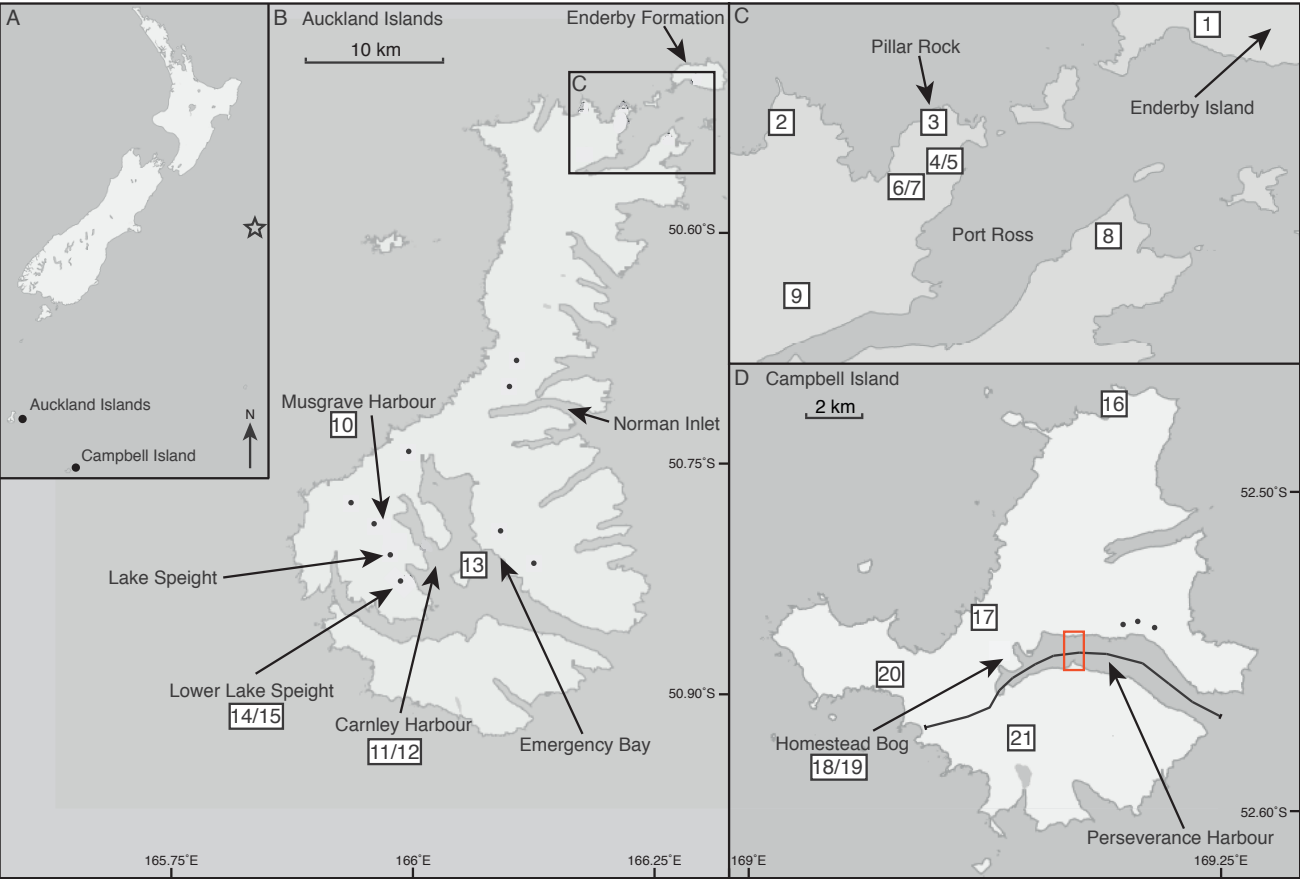 A
N
Auckland Islands
Campbell Island
B
Auckland Islands
10 km
Enderby Formation
C
50.60°S
Musgrave Harbour
10
Norman Inlet
50.75°S
13
Lake Speight
Lower Lake Speight
14/15
Carnley Harbour
11/12
Emergency Bay
50.90°S
165.75°E
166°E
166.25°E
C
1
Pillar Rock
Enderby Island
2
3
4/5
6/7
Port Ross
8
9
D
Campbell Island
2 km
16
52.50°S
17
20
Homestead Bog
18/19
21
Perseverance Harbour
52.60°S
169°E
169.25°E